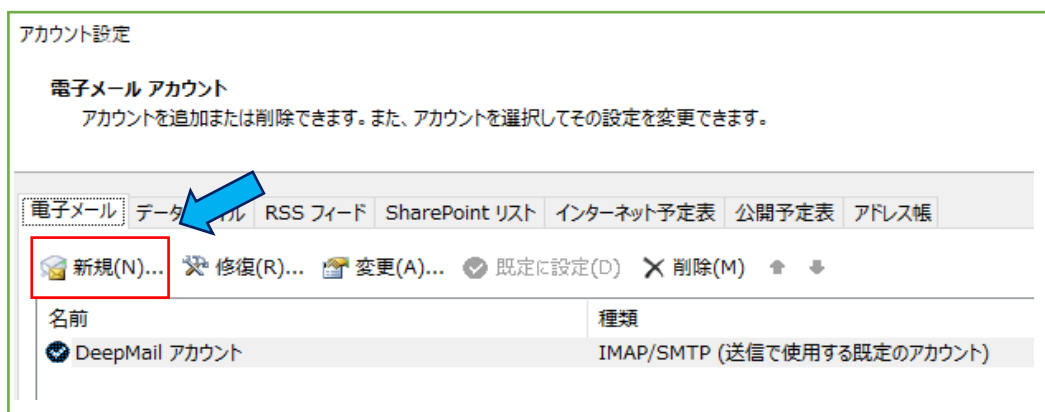 アカウント設定
電子メール アカウント
アカウントを追加または削除できます。また、アカウントを選択してその設定を変更できます。
電子メール データ イル RSS フィード SharePoint リスト インターネット予定表 公開予定表 アドレス帳
新規(N)... 修復(R)... 変更(A)... 既定に設定(D) 削除(M)
名前 種類
DeepMail アカウント IMAP/SMTP (送信で使用する既定のアカウント)